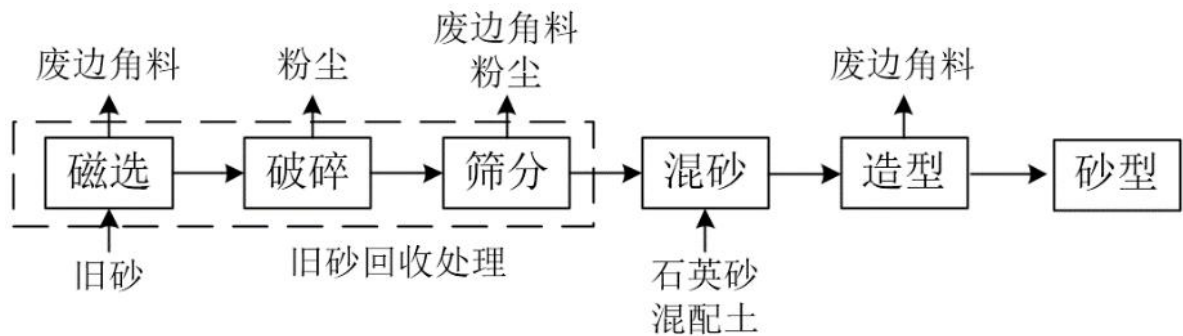 废边角料
粉尘
废边角料
粉尘
废边角料
磁选
破碎
筛分
混砂
造型
砂型
旧砂
旧砂回收处理
石英砂
混配土